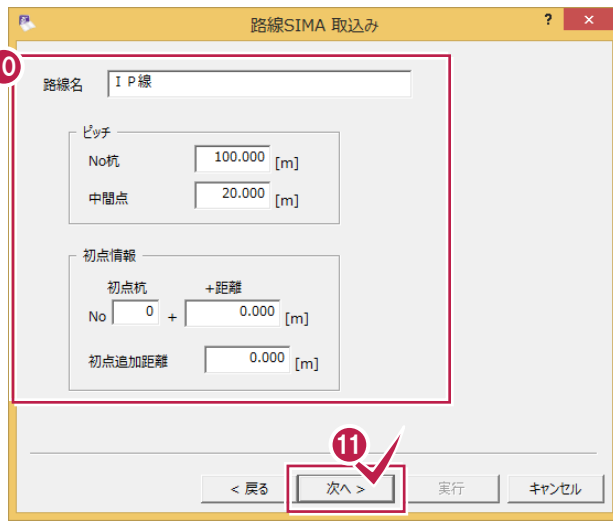 路線SIMA 取込み
? ×
0
路線名 ＩＰ線
ピッチ
No杭 100.000 [m]
中間点 20.000 [m]
初点情報
初点杭 +距離
No 0 + 0.000 [m]
初点追加距離 0.000 [m]
11
< 戻る 次へ > 実行 キャンセル